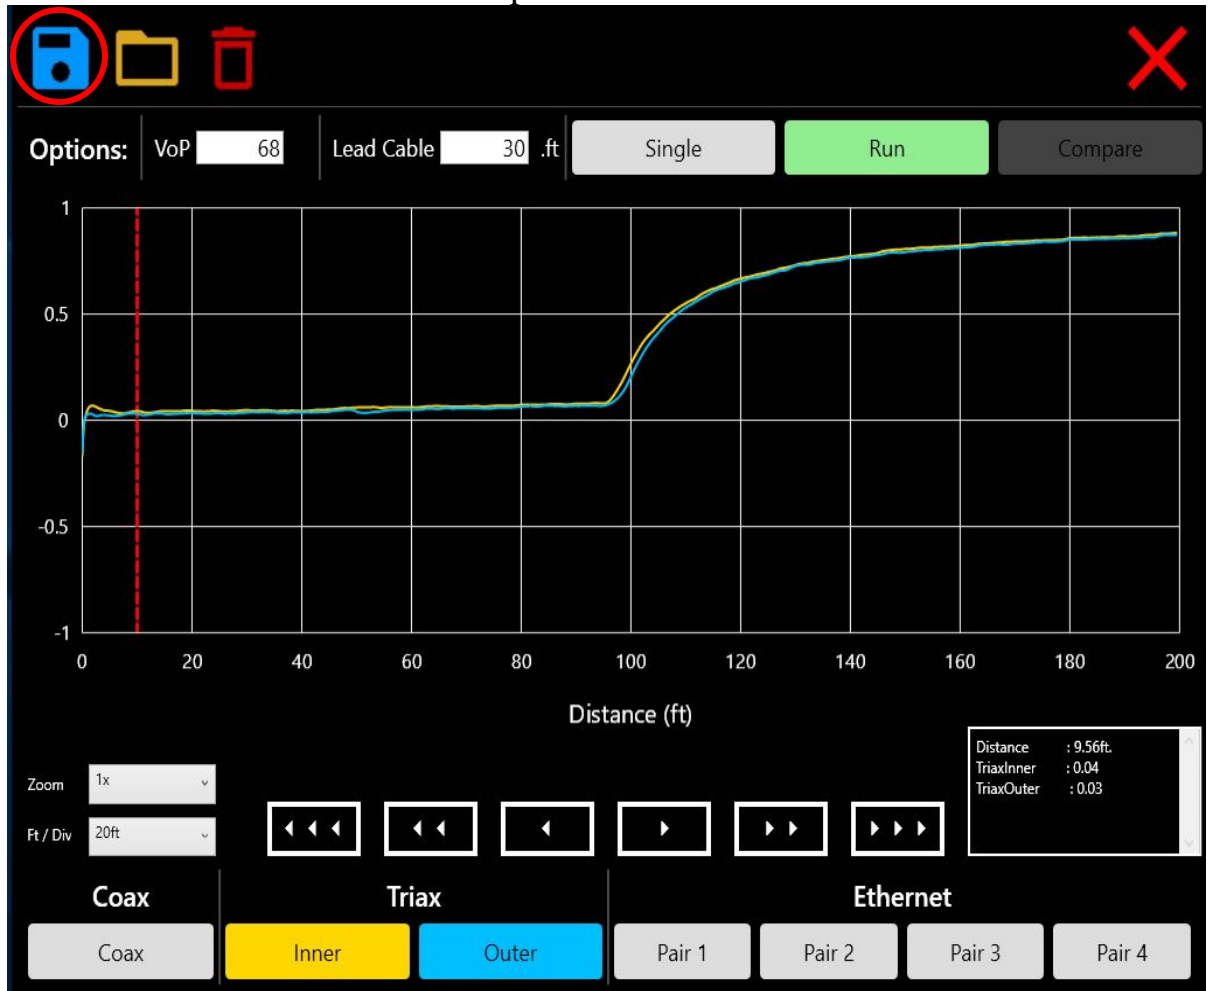 Options: VoP 68 Lead Cable 30 .ft Single Run Compare
1
0.5
0
-0.5
-1
0 20 40 60 80 100 120 140 160 180 200
Distance (ft)
Distance : 9.56ft.
TriaxInner : 0.04
TriaxOuter : 0.03
Zoom 1x
Ft / Div 20ft
Coax Triax Ethernet
Coax Inner Outer Pair 1 Pair 2 Pair 3 Pair 4